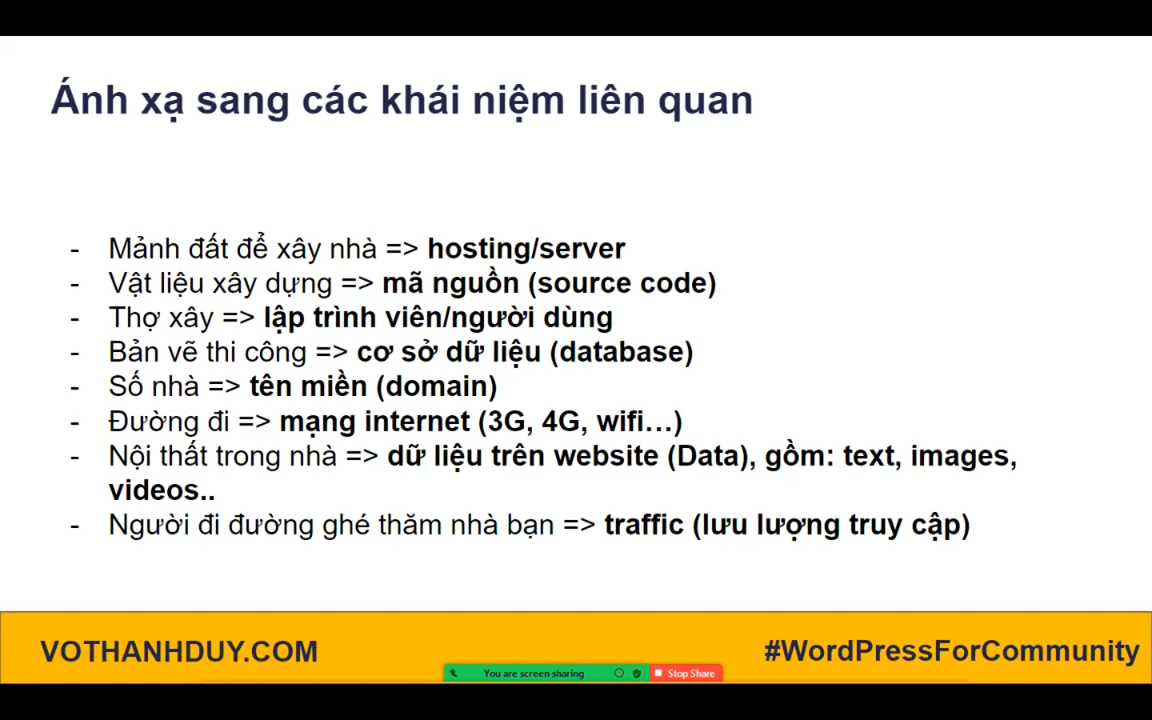 Ánh xạ sang các khái niệm liên quan
- Mảnh đất để xây nhà => hosting/server
- Vật liệu xây dựng => mã nguồn (source code)
- Thợ xây => lập trình viên/người dùng
- Bản vẽ thi công => cơ sở dữ liệu (database)
- Số nhà => tên miền (domain)
- Đường đi => mạng internet (3G, 4G, wifi…)
- Nội thất trong nhà => dữ liệu trên website (Data), gồm: text, images,
videos..
- Người đi đường ghé thăm nhà bạn => traffic (lưu lượng truy cập)
VOTHANHDUY.COM
#WordPressForCommunity
You are screen sharing
Stop Share